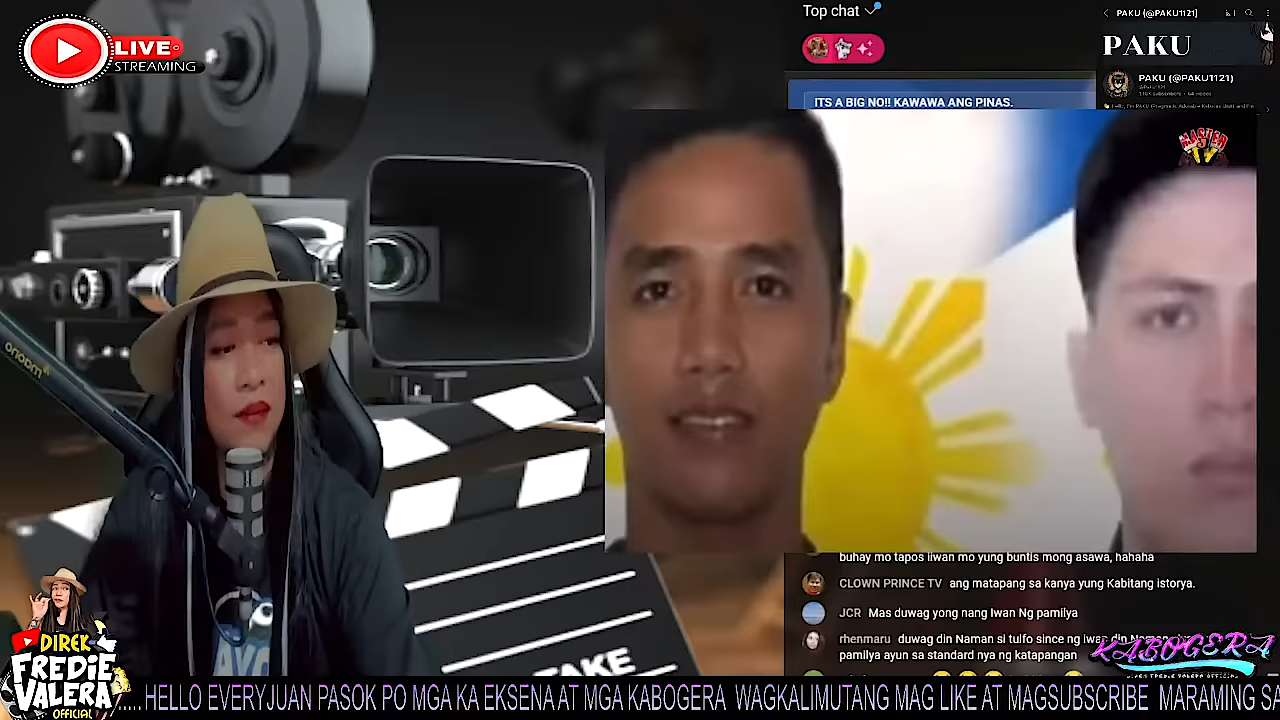 LIVE
STREAMING
Top chat
PAKU (@PAKU1121)
PAKU
PAKU (@PAKU1121)
ITS A BIG NO!! KAWAWA ANG PINAS.
MASTER
TV
maono
buhay mo tapos Iiwan mo yung buntis mong asawa, hahaha
CLOWN PRINCE TV ang matapang sa kanya yung Kabitang istorya.
JCR Mas duwag yong nang Iwan Ng pamilya
rhenmaru duwag din Naman si tulfo since ng iwan din Naman
pamilya ayun sa standard nya ng katapangan
KABOGERA
DIREK
FREDiE
VALERA
OFFICIAL
TAKE
.....HELLO EVERYJUAN PASOK PO MGA KA EKSENA AT MGA KABOGERA WAGKALIMUTANG MAG LIKE AT MAGSUBSCRIBE MARAMING SA